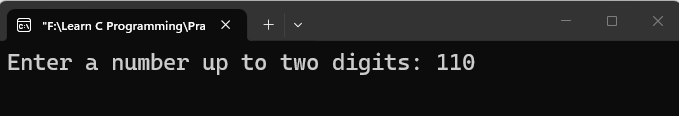 "F:\Learn C Programming\Pra
Enter a number up to two digits: 110